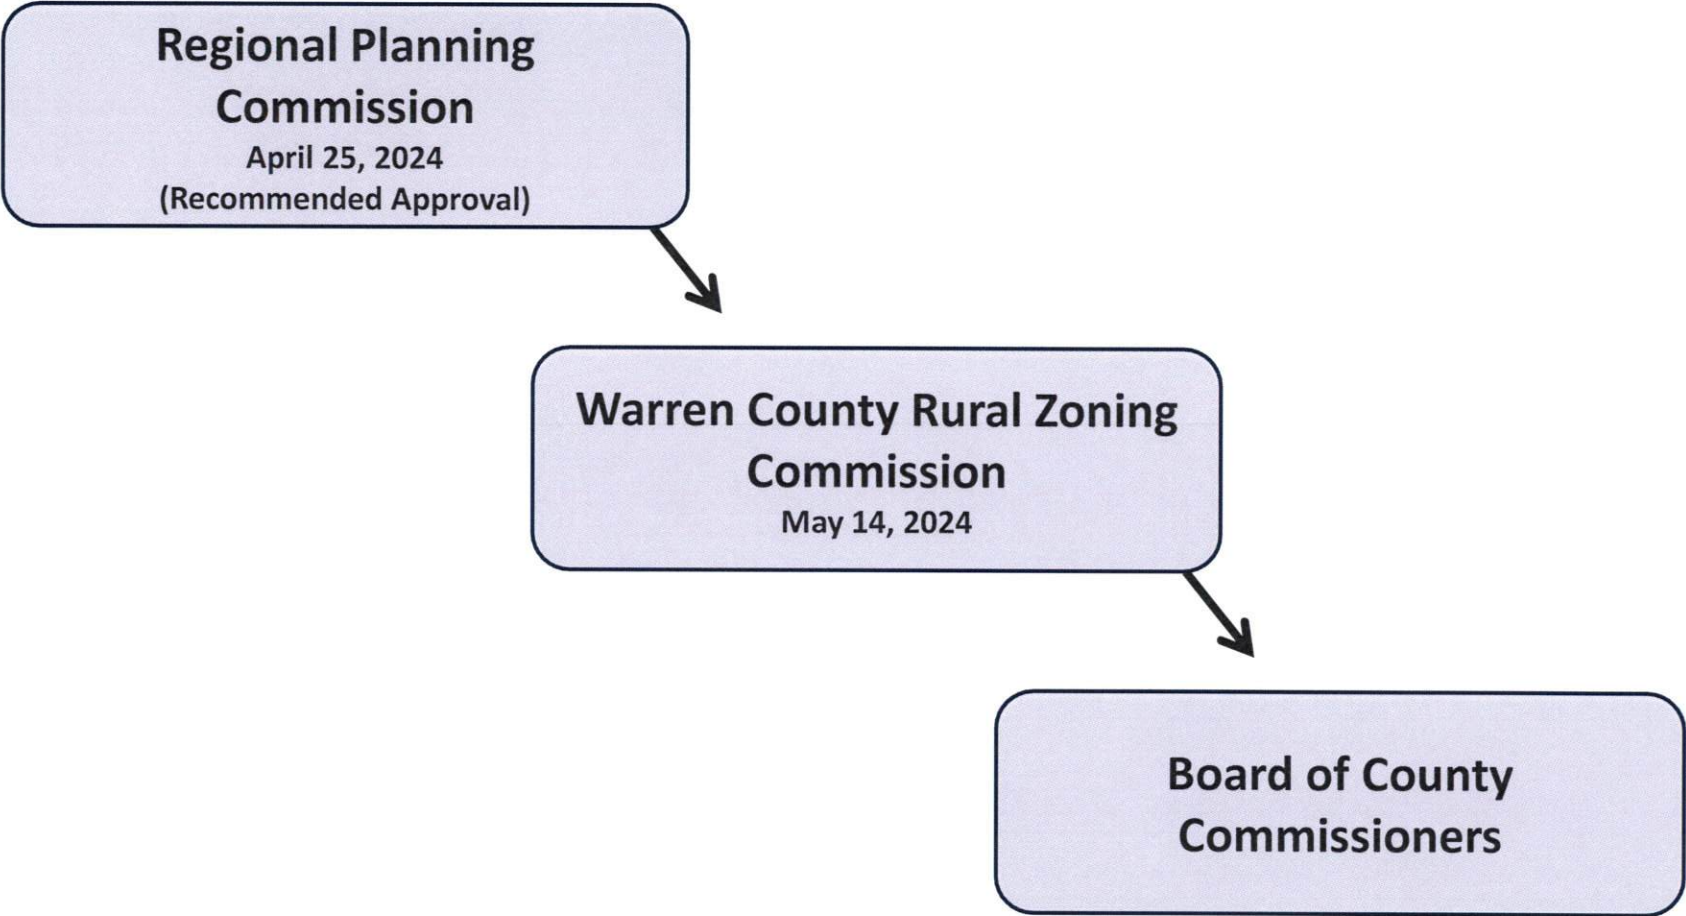 Regional Planning
Commission
April 25, 2024
(Recommended Approval)
Warren County Rural Zoning
Commission
May 14, 2024
Board of County
Commissioners